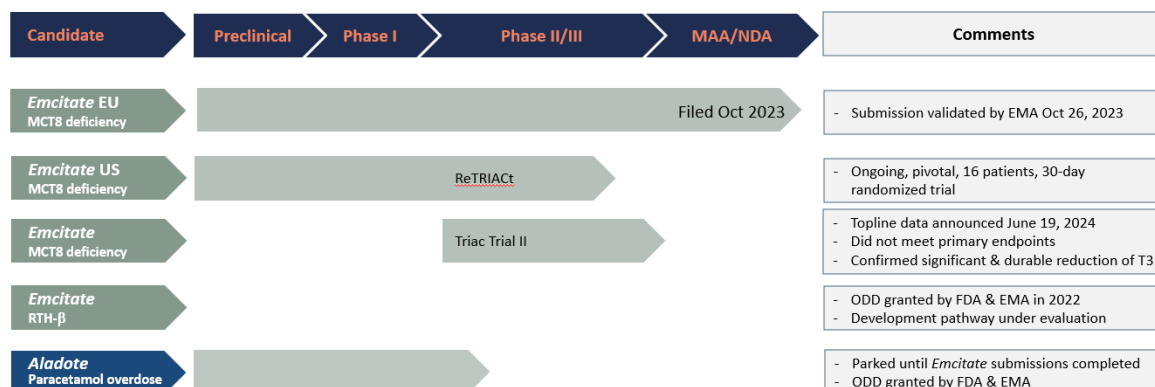 Candidate
Preclinical
Phase I
Phase II/III
MAA/NDA
Comments
Emcitate EU
MCT8 deficiency
Filed Oct 2023
- Submission validated by EMA Oct 26, 2023
Emcitate US
MCT8 deficiency
ReTRIACt
- Ongoing, pivotal, 16 patients, 30-day
randomized trial
Emcitate
MCT8 deficiency
Triac Trial II
- Topline data announced June 19, 2024
- Did not meet primary endpoints
- Confirmed significant & durable reduction of T3
Emcitate
RTH-β
- ODD granted by FDA & EMA in 2022
- Development pathway under evaluation
Aladote
Paracetamol overdose
- Parked until Emcitate submissions completed
- ODD granted by FDA & EMA